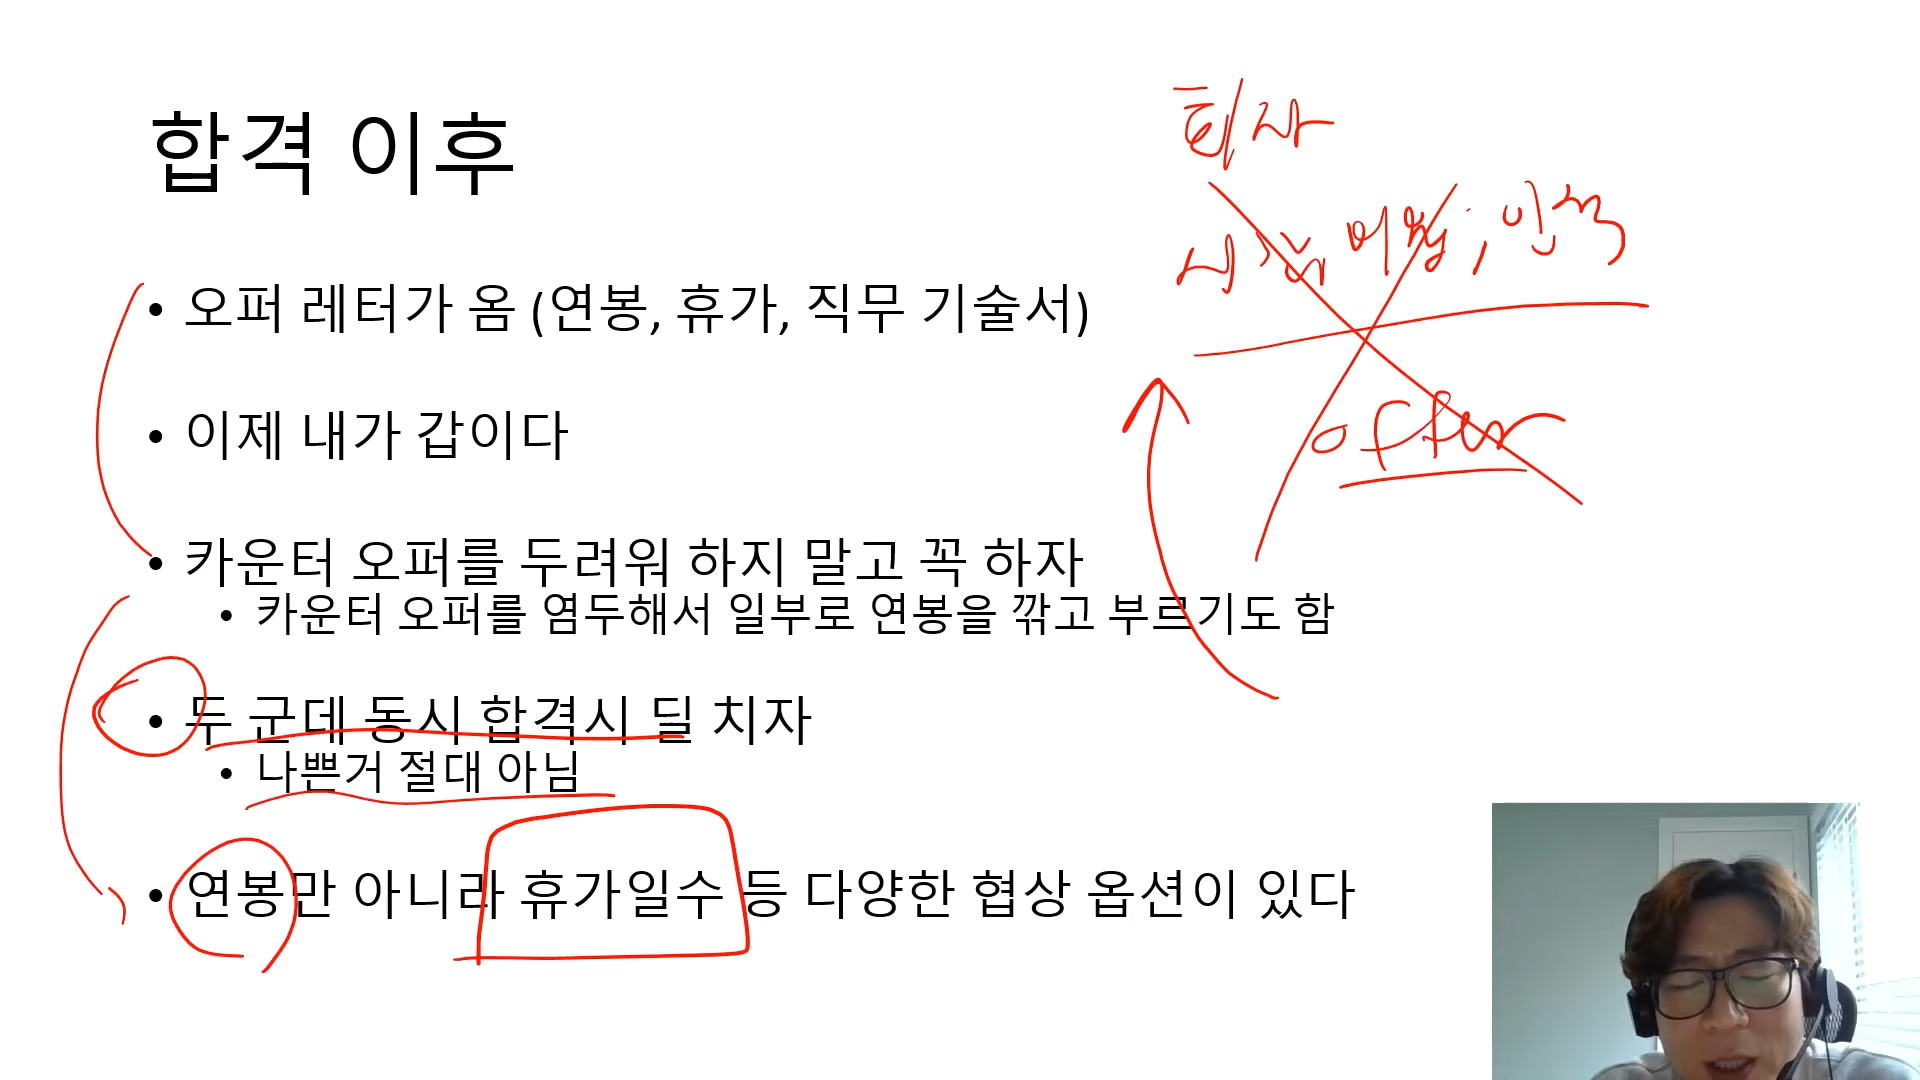 합격 이후
회사
• 오퍼 레터가 옴 (연봉, 휴가, 직무 기술서)
offer
• 이제 내가 갑이다
• 카운터 오퍼를 두려워 하지 말고 꼭 하자
• 카운터 오퍼를 염두해서 일부로 연봉을 깎고 부르기도 함
• 두 군데 동시 합격시 딜 치자
• 나쁜거 절대 아님
• 연봉만 아니라 휴가일수 등 다양한 협상 옵션이 있다